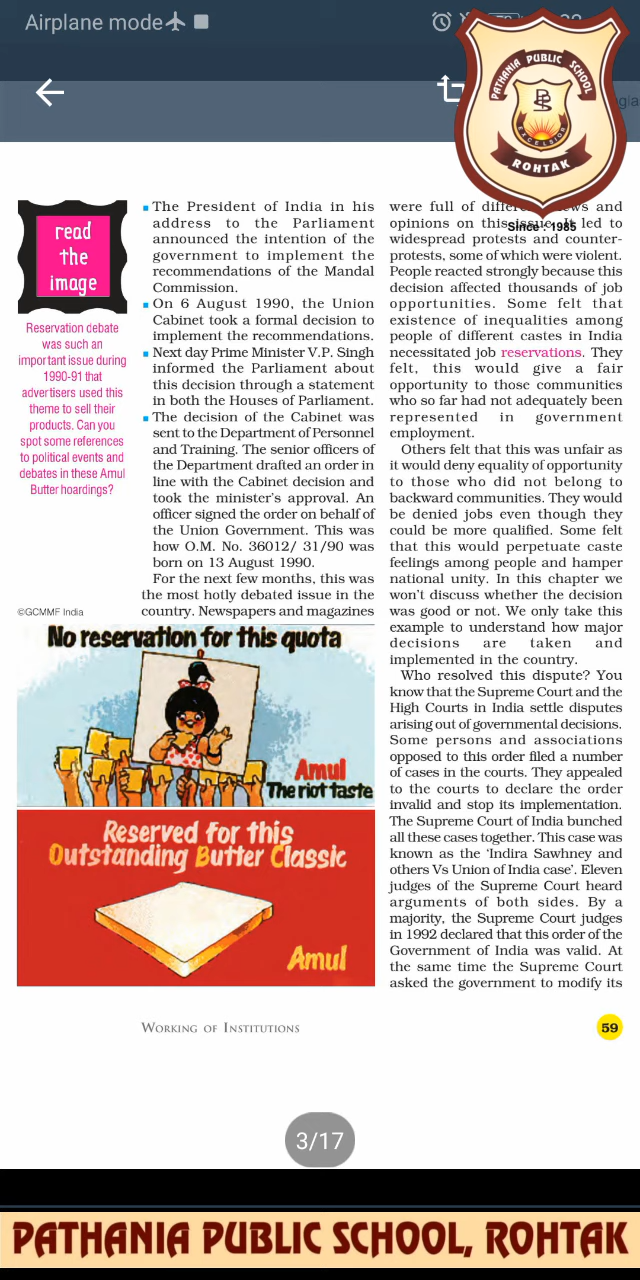 Airplane mode
PATHANIA PUBLIC SCHOOL
PPS
EXCELSIOR
ROHTAK
Since : 1985
read
the
image
Reservation debate
was such an
important issue during
1990-91 that
advertisers used this
theme to sell their
products. Can you
spot some references
to political events and
debates in these Amul
Butter hoardings?
©GCMMF India
The President of India in his
address to the Parliament
announced the intention of the
government to implement the
recommendations of the Mandal
Commission.
On 6 August 1990, the Union
Cabinet took a formal decision to
implement the recommendations.
Next day Prime Minister V.P. Singh
informed the Parliament about
this decision through a statement
in both the Houses of Parliament.
The decision of the Cabinet was
sent to the Department of Personnel
and Training. The senior officers of
the Department drafted an order in
line with the Cabinet decision and
took the minister's approval. An
officer signed the order on behalf of
the Union Government. This was
how O.M. No. 36012/ 31/90 was
born on 13 August 1990.
For the next few months, this was
the most hotly debated issue in the
country. Newspapers and magazines
No reservation for this quota
Amul
The riot taste
Reserved for this
Outstanding Butter Classic
Amul
were full of and
opinions on this It led to
widespread protests and counter-
protests, some of which were violent.
People reacted strongly because this
decision affected thousands of job
opportunities. Some felt that
existence of inequalities among
people of different castes in India
necessitated job reservations. They
felt, this would give a fair
opportunity to those communities
who so far had not adequately been
represented in government
employment.
Others felt that this was unfair as
it would deny equality of opportunity
to those who did not belong to
backward communities. They would
be denied jobs even though they
could be more qualified. Some felt
that this would perpetuate caste
feelings among people and hamper
national unity. In this chapter we
won't discuss whether the decision
was good or not. We only take this
example to understand how major
decisions are taken and
implemented in the country.
Who resolved this dispute? You
know that the Supreme Court and the
High Courts in India settle disputes
arising out of governmental decisions.
Some persons and associations
opposed to this order filed a number
of cases in the courts. They appealed
to the courts to declare the order
invalid and stop its implementation.
The Supreme Court of India bunched
all these cases together. This case was
known as the 'Indira Sawhney and
others Vs Union of India case'. Eleven
judges of the Supreme Court heard
arguments of both sides. By a
majority, the Supreme Court judges
in 1992 declared that this order of the
Government of India was valid. At
the same time the Supreme Court
asked the government to modify its
WORKING OF INSTITUTIONS
59
3/17
PATHANIA PUBLIC SCHOOL, ROHTAK